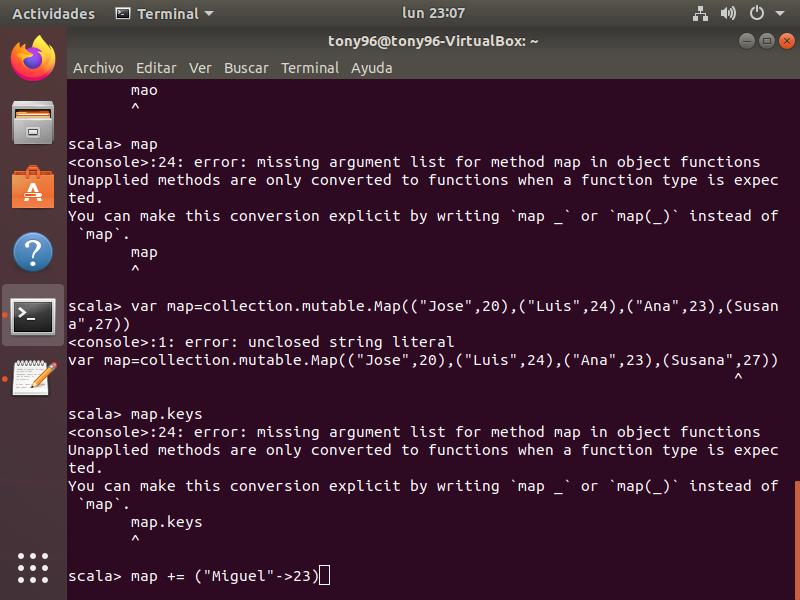 Actividades Terminal lun 23:07
tony96@tony96-VirtualBox: ~
Archivo Editar Ver Buscar Terminal Ayuda
mao
^
scala> map
<console>:24: error: missing argument list for method map in object functions
Unapplied methods are only converted to functions when a function type is expec
ted.
You can make this conversion explicit by writing `map _` or `map(_)` instead of
`map`.
map
^
scala> var map=collection.mutable.Map(("Jose",20),("Luis",24),("Ana",23),(Susan
a",27))
<console>:1: error: unclosed string literal
var map=collection.mutable.Map(("Jose",20),("Luis",24),("Ana",23),(Susana",27))
^
scala> map.keys
<console>:24: error: missing argument list for method map in object functions
Unapplied methods are only converted to functions when a function type is expec
ted.
You can make this conversion explicit by writing `map _` or `map(_)` instead of
`map`.
map.keys
^
scala> map += ("Miguel"->23)